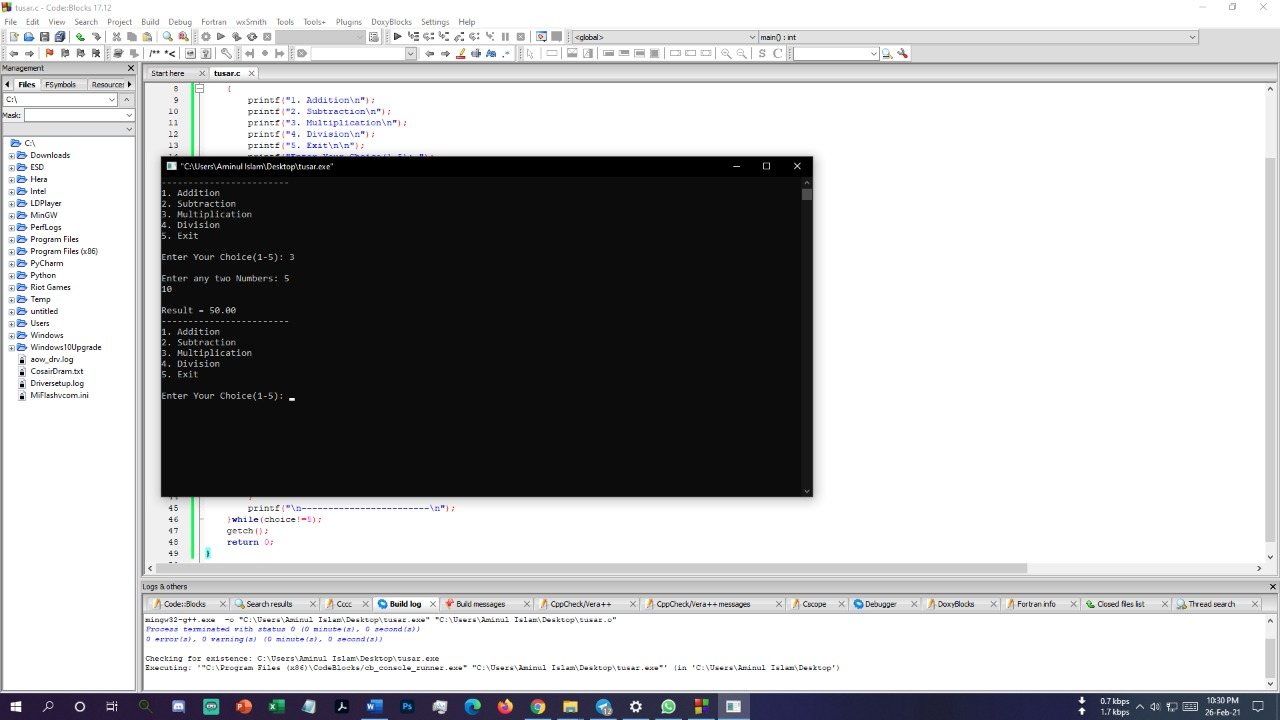 tusar.c - Code::Blocks 17.12
File Edit View Search Project Build Debug Fortran wxSmith Tools Tools+ Plugins DoxyBlocks Settings Help
<global>
main() : int
/** *<
S C
Management
Files FSymbols Resources
C:\
Mask:
C:\
Downloads
ESD
Hera
Intel
LDPlayer
MinGW
PerfLogs
Program Files
Program Files (x86)
PyCharm
Python
Riot Games
Temp
untitled
Users
Windows
Windows10Upgrade
aow_drv.log
CosairDram.txt
Driversetup.log
MiFlashvcom.ini
Start here tusar.c
8 {
9 printf("1. Addition\n");
10 printf("2. Subtraction\n");
11 printf("3. Multiplication\n");
12 printf("4. Division\n");
13 printf("5. Exit\n\n");
"C:\Users\Aminul Islam\Desktop\tusar.exe"
------------------------
1. Addition
2. Subtraction
3. Multiplication
4. Division
5. Exit
Enter Your Choice(1-5): 3
Enter any two Numbers: 5
10
Result = 50.00
------------------------
1. Addition
2. Subtraction
3. Multiplication
4. Division
5. Exit
Enter Your Choice(1-5):
45 printf("\n------------------------\n");
46 }while(choice!=5);
47 getch();
48 return 0;
49 }
Logs & others
Code::Blocks Search results Cccc Build log Build messages CppCheck/Vera++ CppCheck/Vera++ messages Cscope Debugger DoxyBlocks Fortran info Closed files list Thread search
mingw32-g++.exe -o "C:\Users\Aminul Islam\Desktop\tusar.exe" "C:\Users\Aminul Islam\Desktop\tusar.o"
Process terminated with status 0 (0 minute(s), 0 second(s))
0 error(s), 0 warning(s) (0 minute(s), 0 second(s))
Checking for existence: C:\Users\Aminul Islam\Desktop\tusar.exe
Executing: '"C:\Program Files (x86)\CodeBlocks/cb_console_runner.exe" "C:\Users\Aminul Islam\Desktop\tusar.exe"' (in 'C:\Users\Aminul Islam\Desktop')
0.7 kbps
1.7 kbps
10:30 PM
26-Feb-21